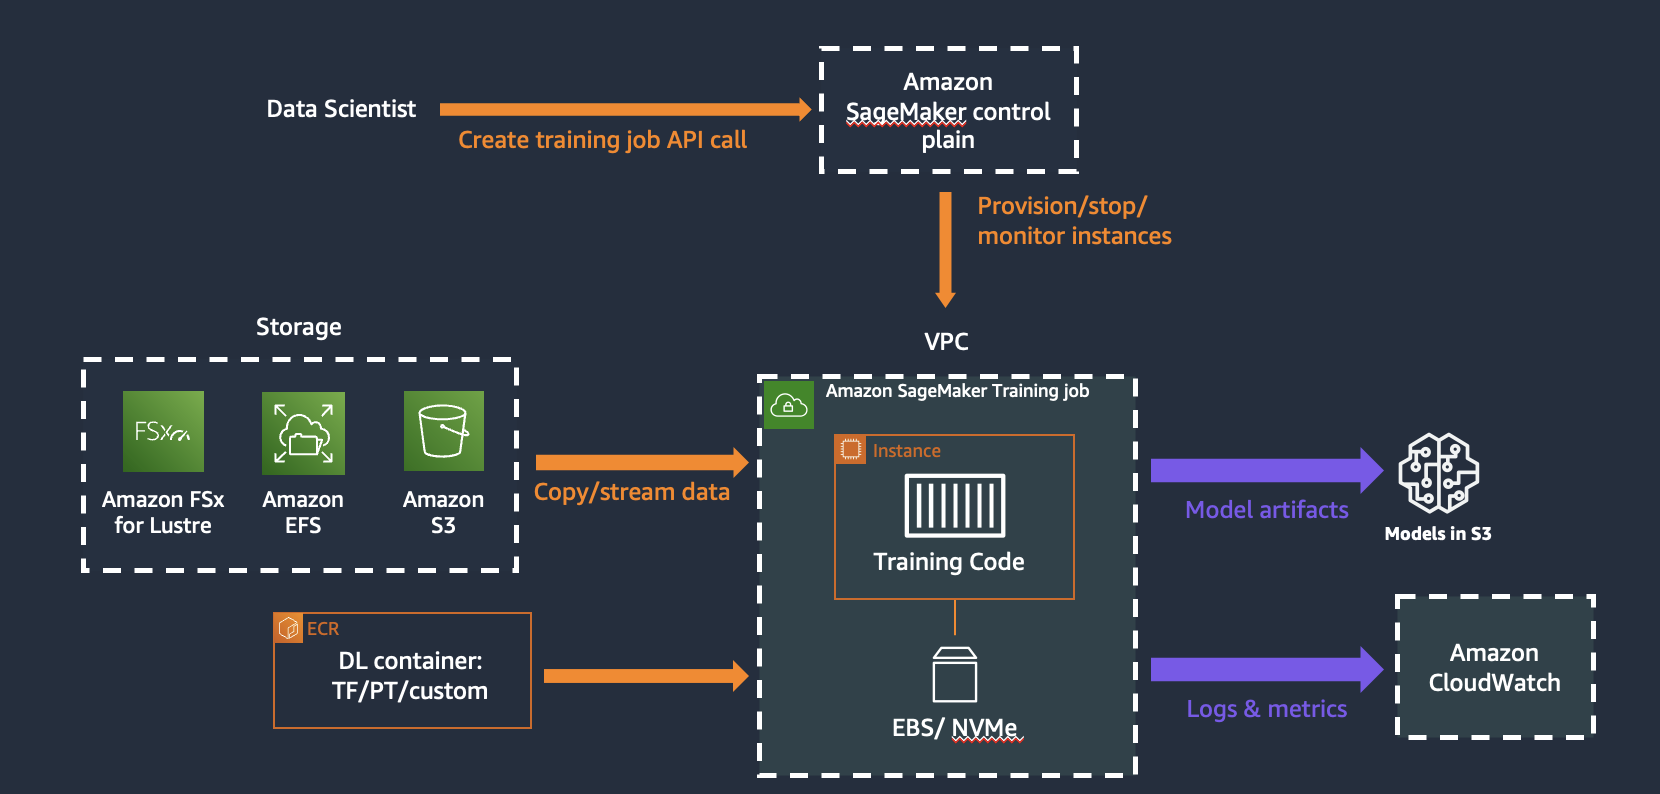 Data Scientist
Create training job API call
Amazon
SageMaker control
plain
Provision/stop/
monitor instances
Storage
FSx
Amazon FSx
for Lustre
Amazon
EFS
Amazon
S3
Copy/stream data
ECR
DL container:
TF/PT/custom
VPC
Amazon SageMaker Training job
Instance
Training Code
EBS/ NVMe
Model artifacts
Models in S3
Logs & metrics
Amazon
CloudWatch